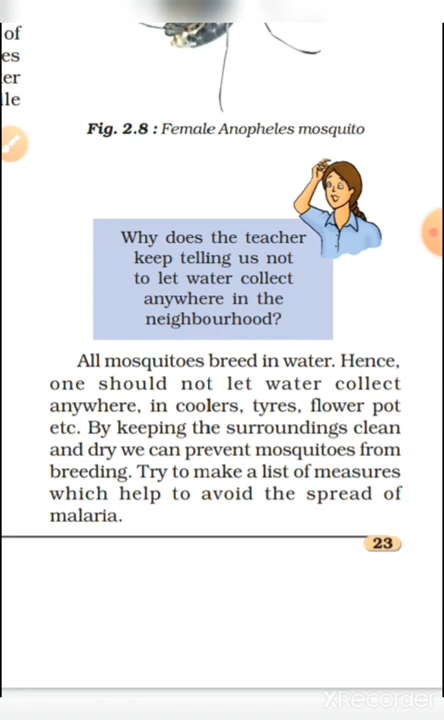 of
es
er
ile
Fig. 2.8 : Female Anopheles mosquito
Why does the teacher
keep telling us not
to let water collect
anywhere in the
neighbourhood?
All mosquitoes breed in water. Hence,
one should not let water collect
anywhere, in coolers, tyres, flower pot
etc. By keeping the surroundings clean
and dry we can prevent mosquitoes from
breeding. Try to make a list of measures
which help to avoid the spread of
malaria.
23
XRecorder